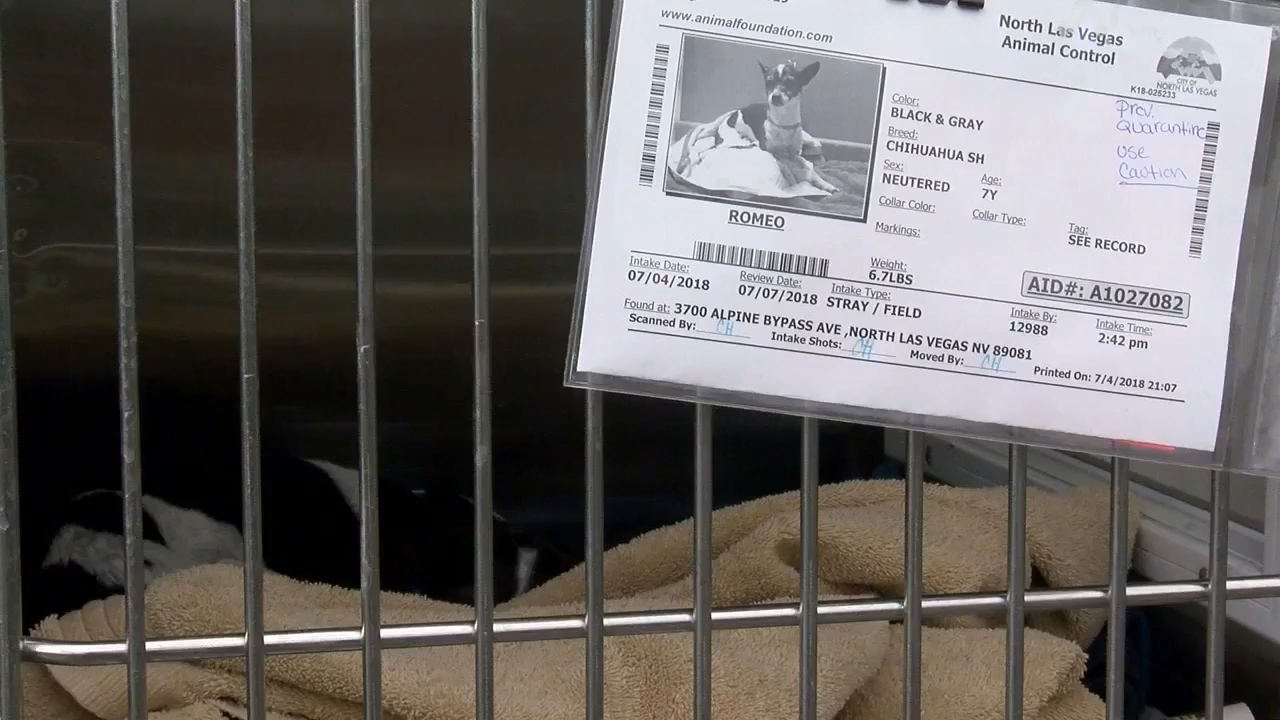 www.animalfoundation.com
North Las Vegas
Animal Control
CITY OF
NORTH LAS VEGAS
K18-025233
Prev.
Quarantine
use
Caution
Color:
BLACK & GRAY
Breed:
CHIHUAHUA SH
Sex:
NEUTERED
Age:
7Y
Collar Color:
Collar Type:
Markings:
Tag:
SEE RECORD
ROMEO
Weight:
6.7LBS
AID#: A1027082
Intake Date:
07/04/2018
Review Date:
07/07/2018
Intake Type:
STRAY / FIELD
Intake By:
12988
Intake Time:
2:42 pm
Found at: 3700 ALPINE BYPASS AVE ,NORTH LAS VEGAS NV 89081
Scanned By: CH Intake Shots: CH Moved By: CH
Printed On: 7/4/2018 21:07